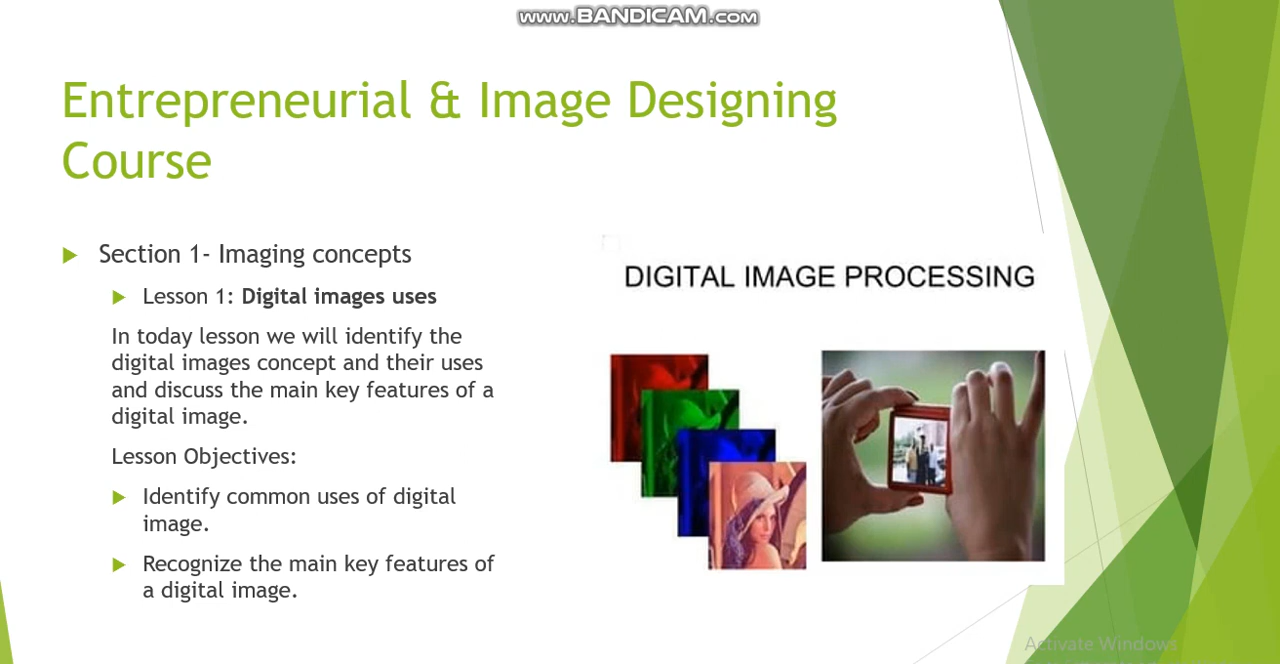 www.BANDICAM.com
Entrepreneurial & Image Designing
Course
Section 1- Imaging concepts
Lesson 1: Digital images uses
In today lesson we will identify the
digital images concept and their uses
and discuss the main key features of a
digital image.
Lesson Objectives:
Identify common uses of digital
image.
Recognize the main key features of
a digital image.
DIGITAL IMAGE PROCESSING
Activate Windows